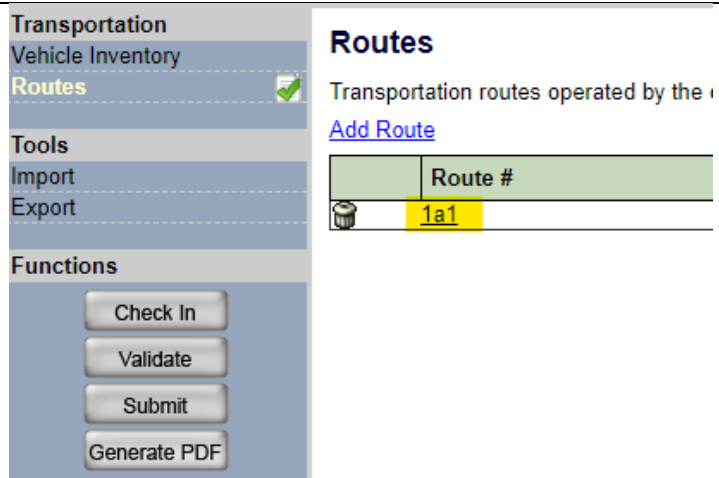 Transportation
Vehicle Inventory
Routes
Tools
Import
Export
Functions
Check In
Validate
Submit
Generate PDF
Routes
Transportation routes operated by the
Add Route
Route #
1a1